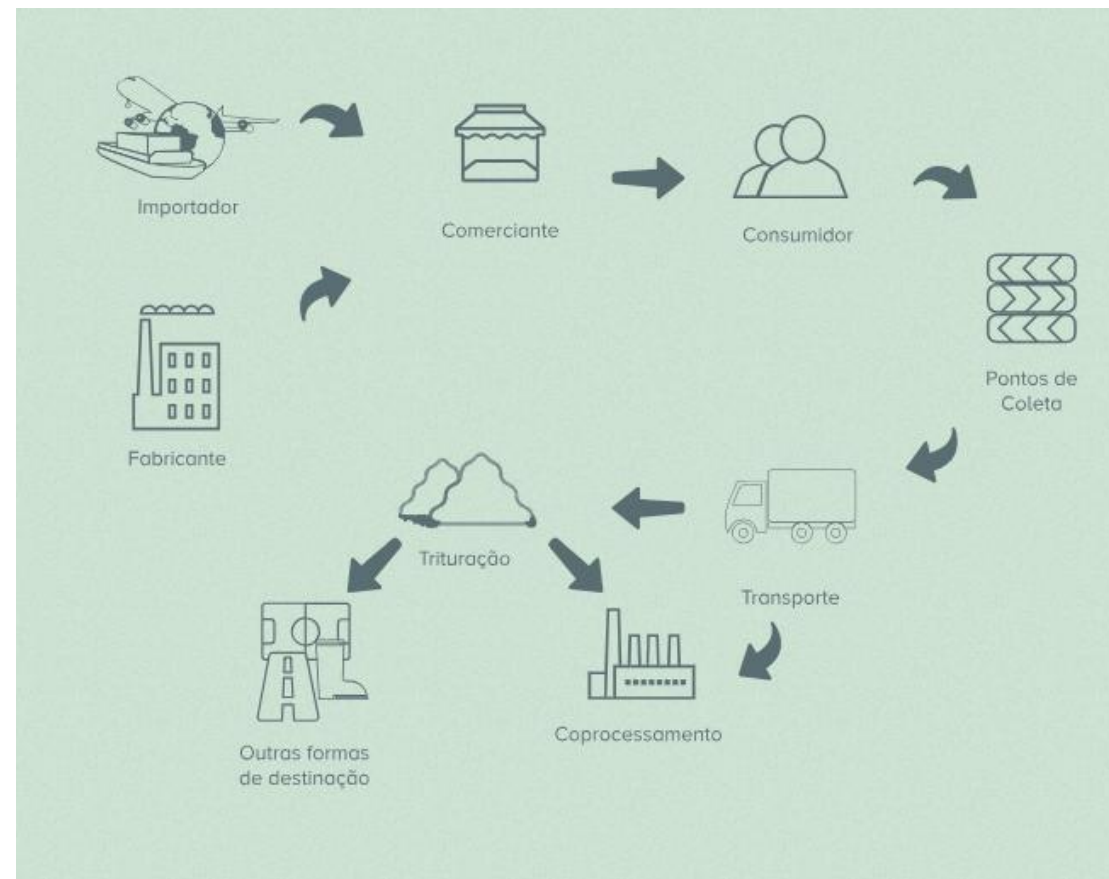 Importador
Comerciante
Consumidor
Pontos de
Coleta
Fabricante
Trituração
Transporte
Coprocessamento
Outras formas
de destinação